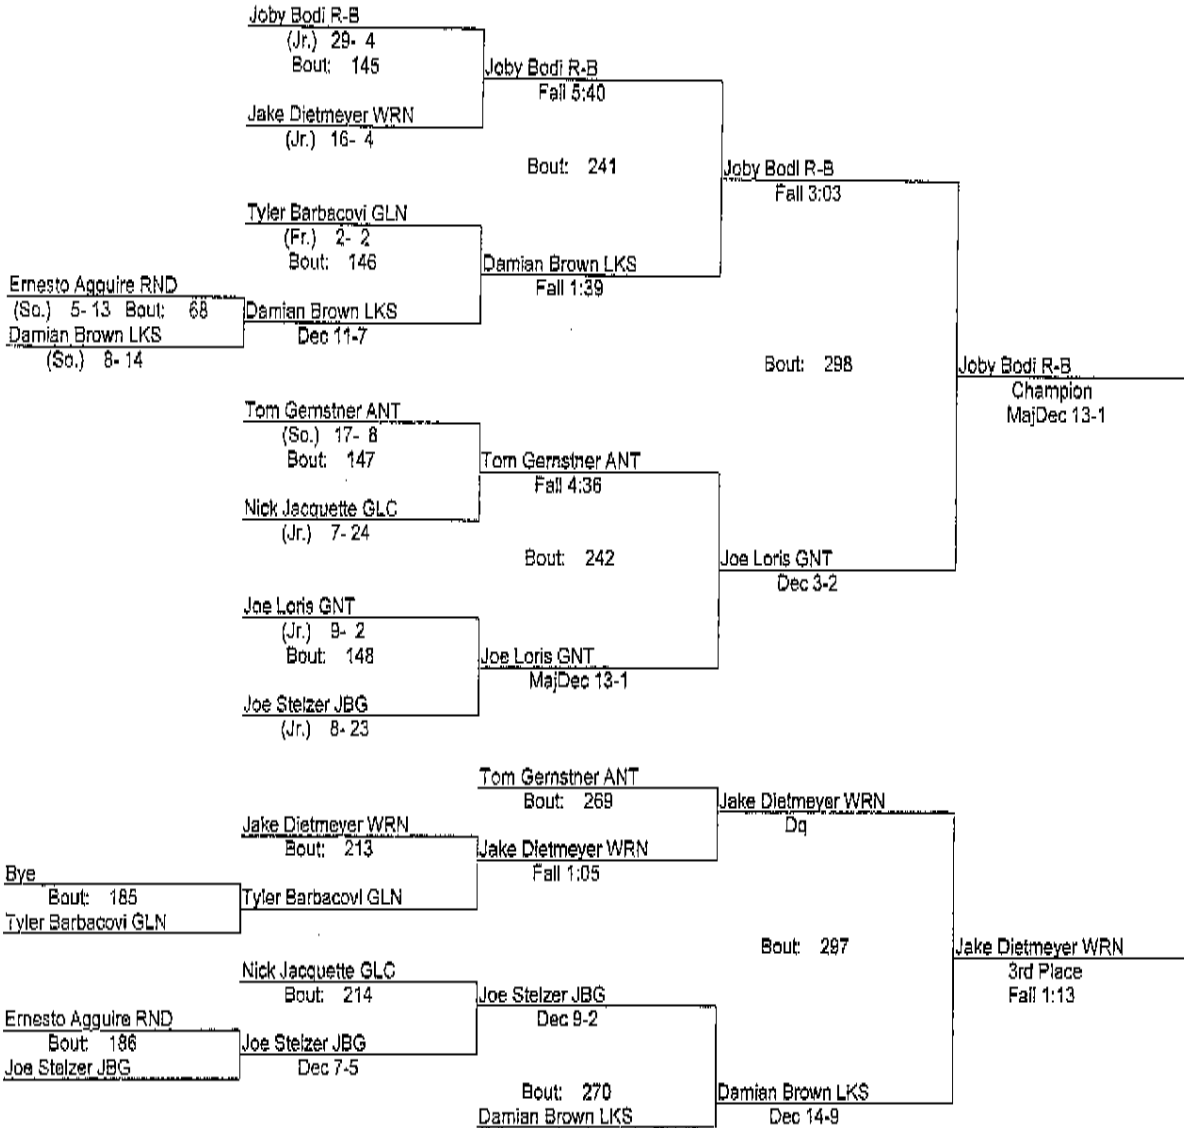 Joby Bodi R-B
(Jr.) 29- 4
Bout: 145
Joby Bodi R-B
Fall 5:40
Jake Dietmeyer WRN
(Jr.) 16- 4
Bout: 241
Joby Bodi R-B
Fall 3:03
Tyler Barbacovi GLN
(Fr.) 2- 2
Bout: 146
Damian Brown LKS
Fall 1:39
Ernesto Agguire RND
(So.) 5- 13 Bout: 68
Damian Brown LKS
Dec 11-7
Damian Brown LKS
(So.) 8- 14
Bout: 298
Joby Bodi R-B
Champion
MajDec 13-1
Tom Gernstner ANT
(So.) 17- 8
Bout: 147
Tom Gernstner ANT
Fall 4:36
Nick Jacquette GLC
(Jr.) 7- 24
Bout: 242
Joe Loris GNT
Dec 3-2
Joe Loris GNT
(Jr.) 9- 2
Bout: 148
Joe Loris GNT
MajDec 13-1
Joe Stelzer JBG
(Jr.) 8- 23
Tom Gernstner ANT
Bout: 269
Jake Dietmeyer WRN
Dq
Jake Dietmeyer WRN
Bout: 213
Jake Dietmeyer WRN
Fall 1:05
Bye
Bout: 185
Tyler Barbacovi GLN
Tyler Barbacovi GLN
Bout: 297
Jake Dietmeyer WRN
3rd Place
Fall 1:13
Nick Jacquette GLC
Bout: 214
Joe Stelzer JBG
Dec 9-2
Ernesto Agguire RND
Bout: 186
Joe Stelzer JBG
Dec 7-5
Joe Stelzer JBG
Bout: 270
Damian Brown LKS
Dec 14-9
Damian Brown LKS